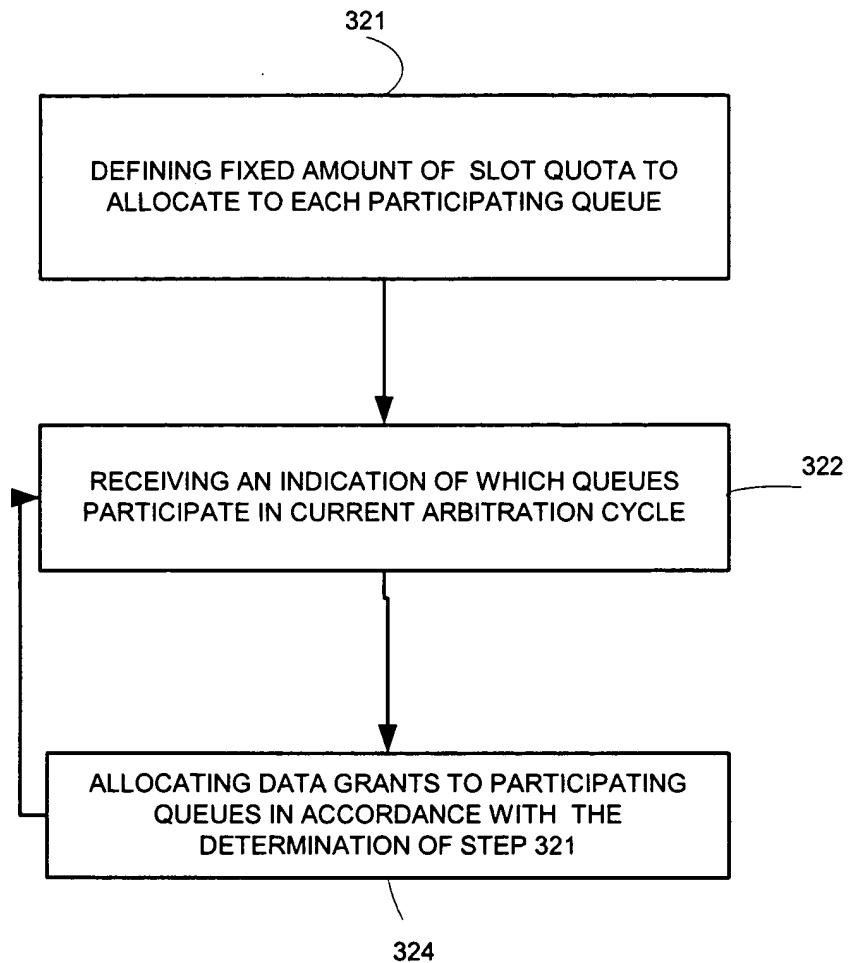 321
DEFINING FIXED AMOUNT OF SLOT QUOTA TO
ALLOCATE TO EACH PARTICIPATING QUEUE
RECEIVING AN INDICATION OF WHICH QUEUES
PARTICIPATE IN CURRENT ARBITRATION CYCLE
322
ALLOCATING DATA GRANTS TO PARTICIPATING
QUEUES IN ACCORDANCE WITH THE
DETERMINATION OF STEP 321
324